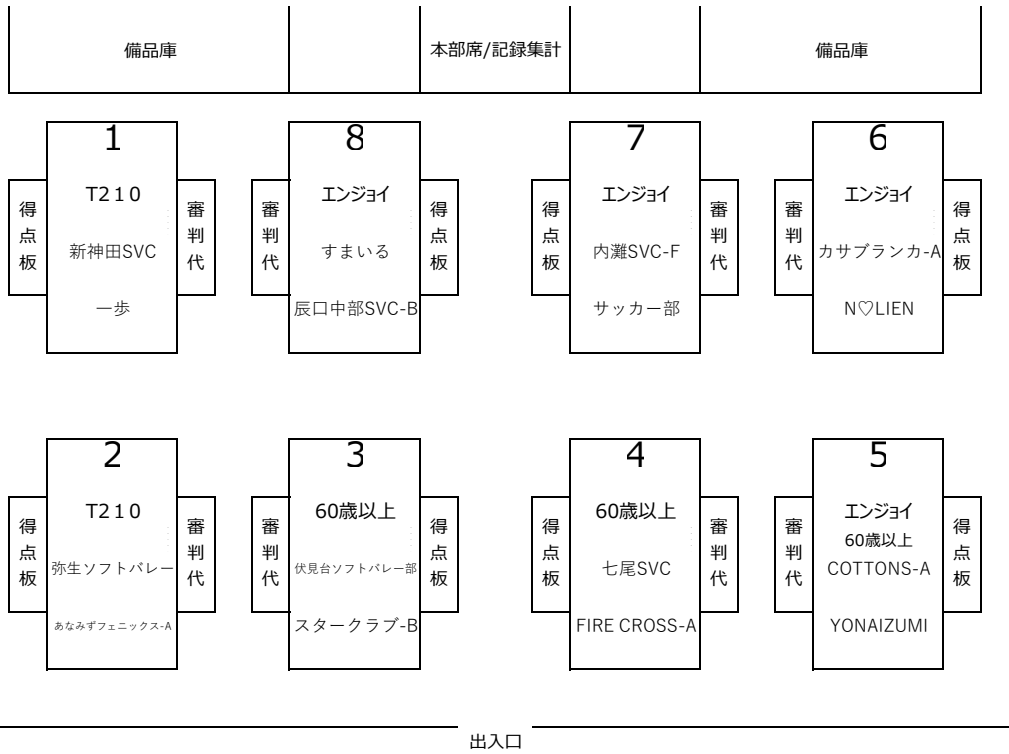 備品庫
本部席/記録集計
備品庫
1
T210
新神田SVC
一歩
得点板
審判代
8
エンジョイ
すまいる
辰口中部SVC-B
審判代
得点板
7
エンジョイ
内灘SVC-F
サッカー部
得点板
審判代
6
エンジョイ
カサブランカ-A
N♡LIEN
審判代
得点板
2
T210
弥生ソフトバレー
あなみずフェニックス-A
得点板
審判代
3
60歳以上
伏見台ソフトバレー部
スタークラブ-B
審判代
得点板
4
60歳以上
七尾SVC
FIRE CROSS-A
得点板
審判代
5
エンジョイ
60歳以上
COTTONS-A
YONAIZUMI
審判代
得点板
出入口